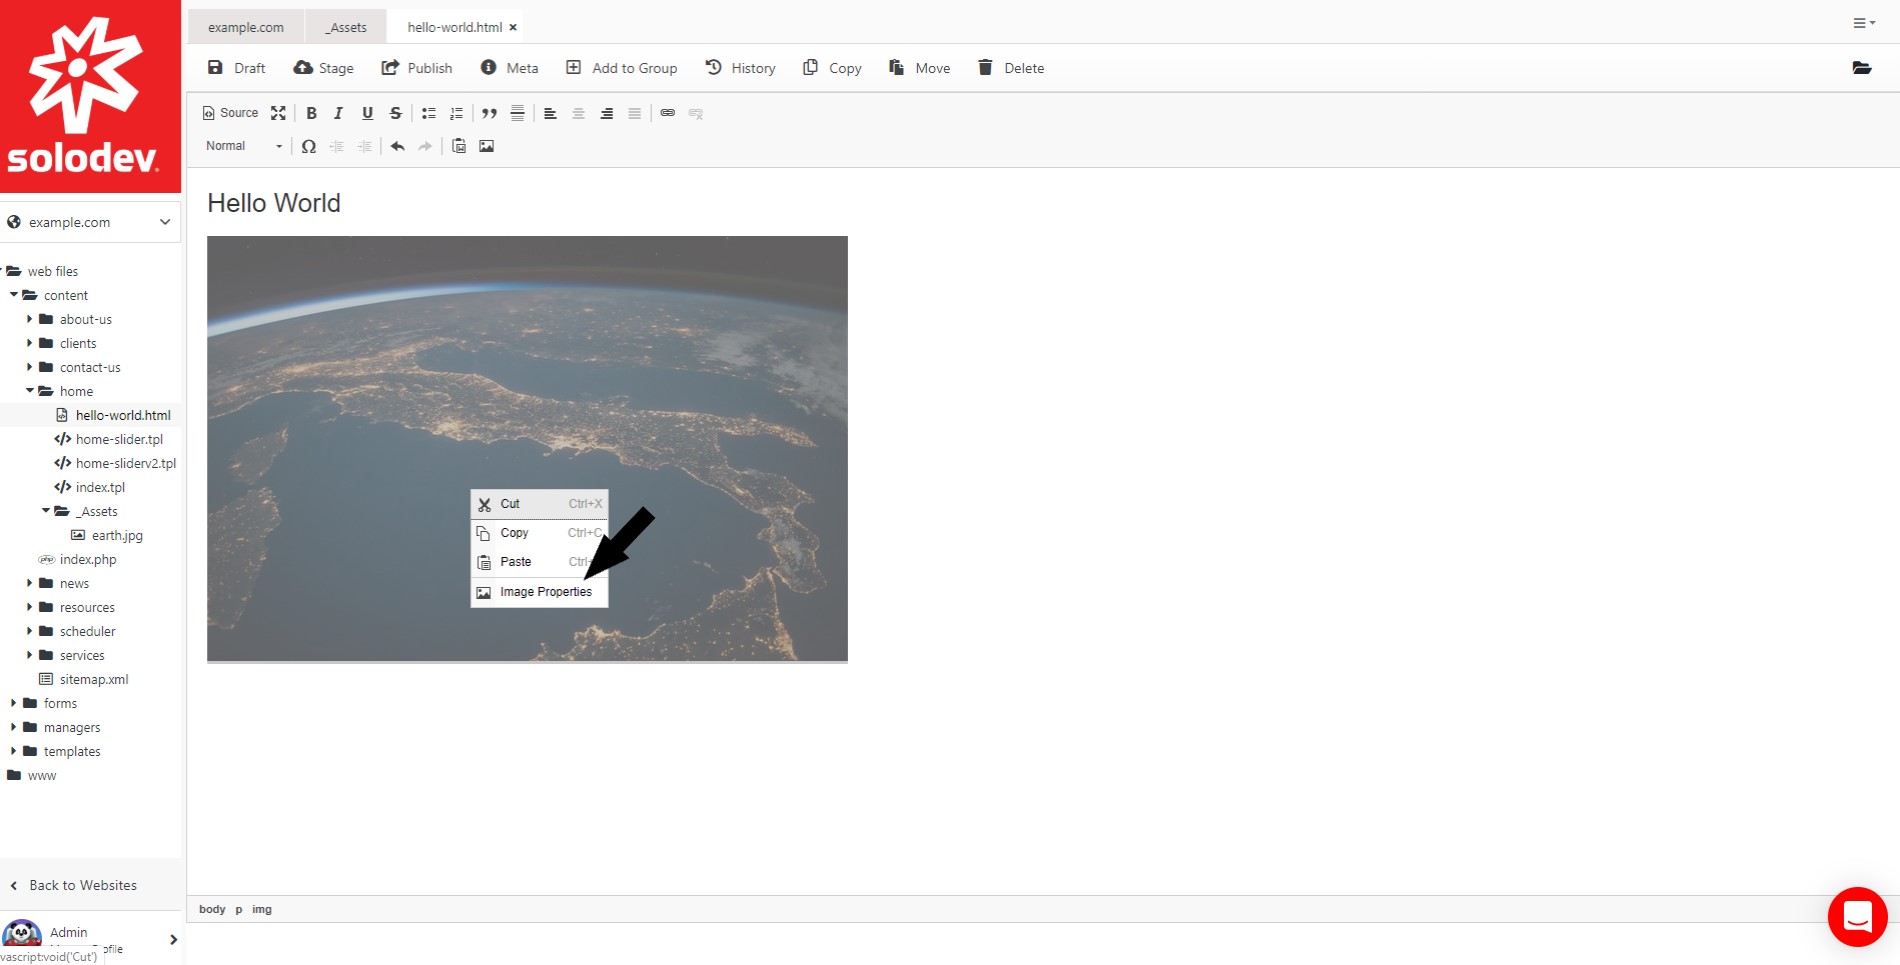 solodev
example.com
_Assets
hello-world.html
Draft
Stage
Publish
Meta
Add to Group
History
Copy
Move
Delete
Source
Normal
Hello World
Cut Ctrl+X
Copy Ctrl+C
Paste Ctrl+
Image Properties
example.com
web files
content
about-us
clients
contact-us
home
hello-world.html
home-slider.tpl
home-sliderv2.tpl
index.tpl
_Assets
earth.jpg
index.php
news
resources
scheduler
services
sitemap.xml
forms
managers
templates
www
Back to Websites
Admin
ofile
vascript:void('Cut')
body p img